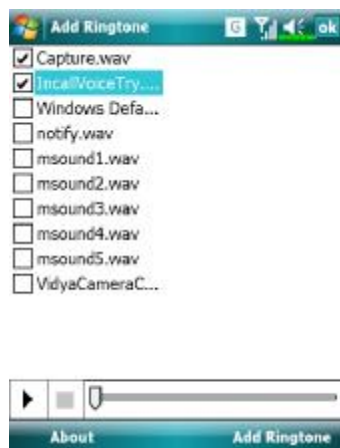 Add Ringtone G ok
Capture.wav
IncallVoiceTry....
Windows Defa...
notify.wav
msound1.wav
msound2.wav
msound3.wav
msound4.wav
msound5.wav
VidyaCameraC...
About Add Ringtone